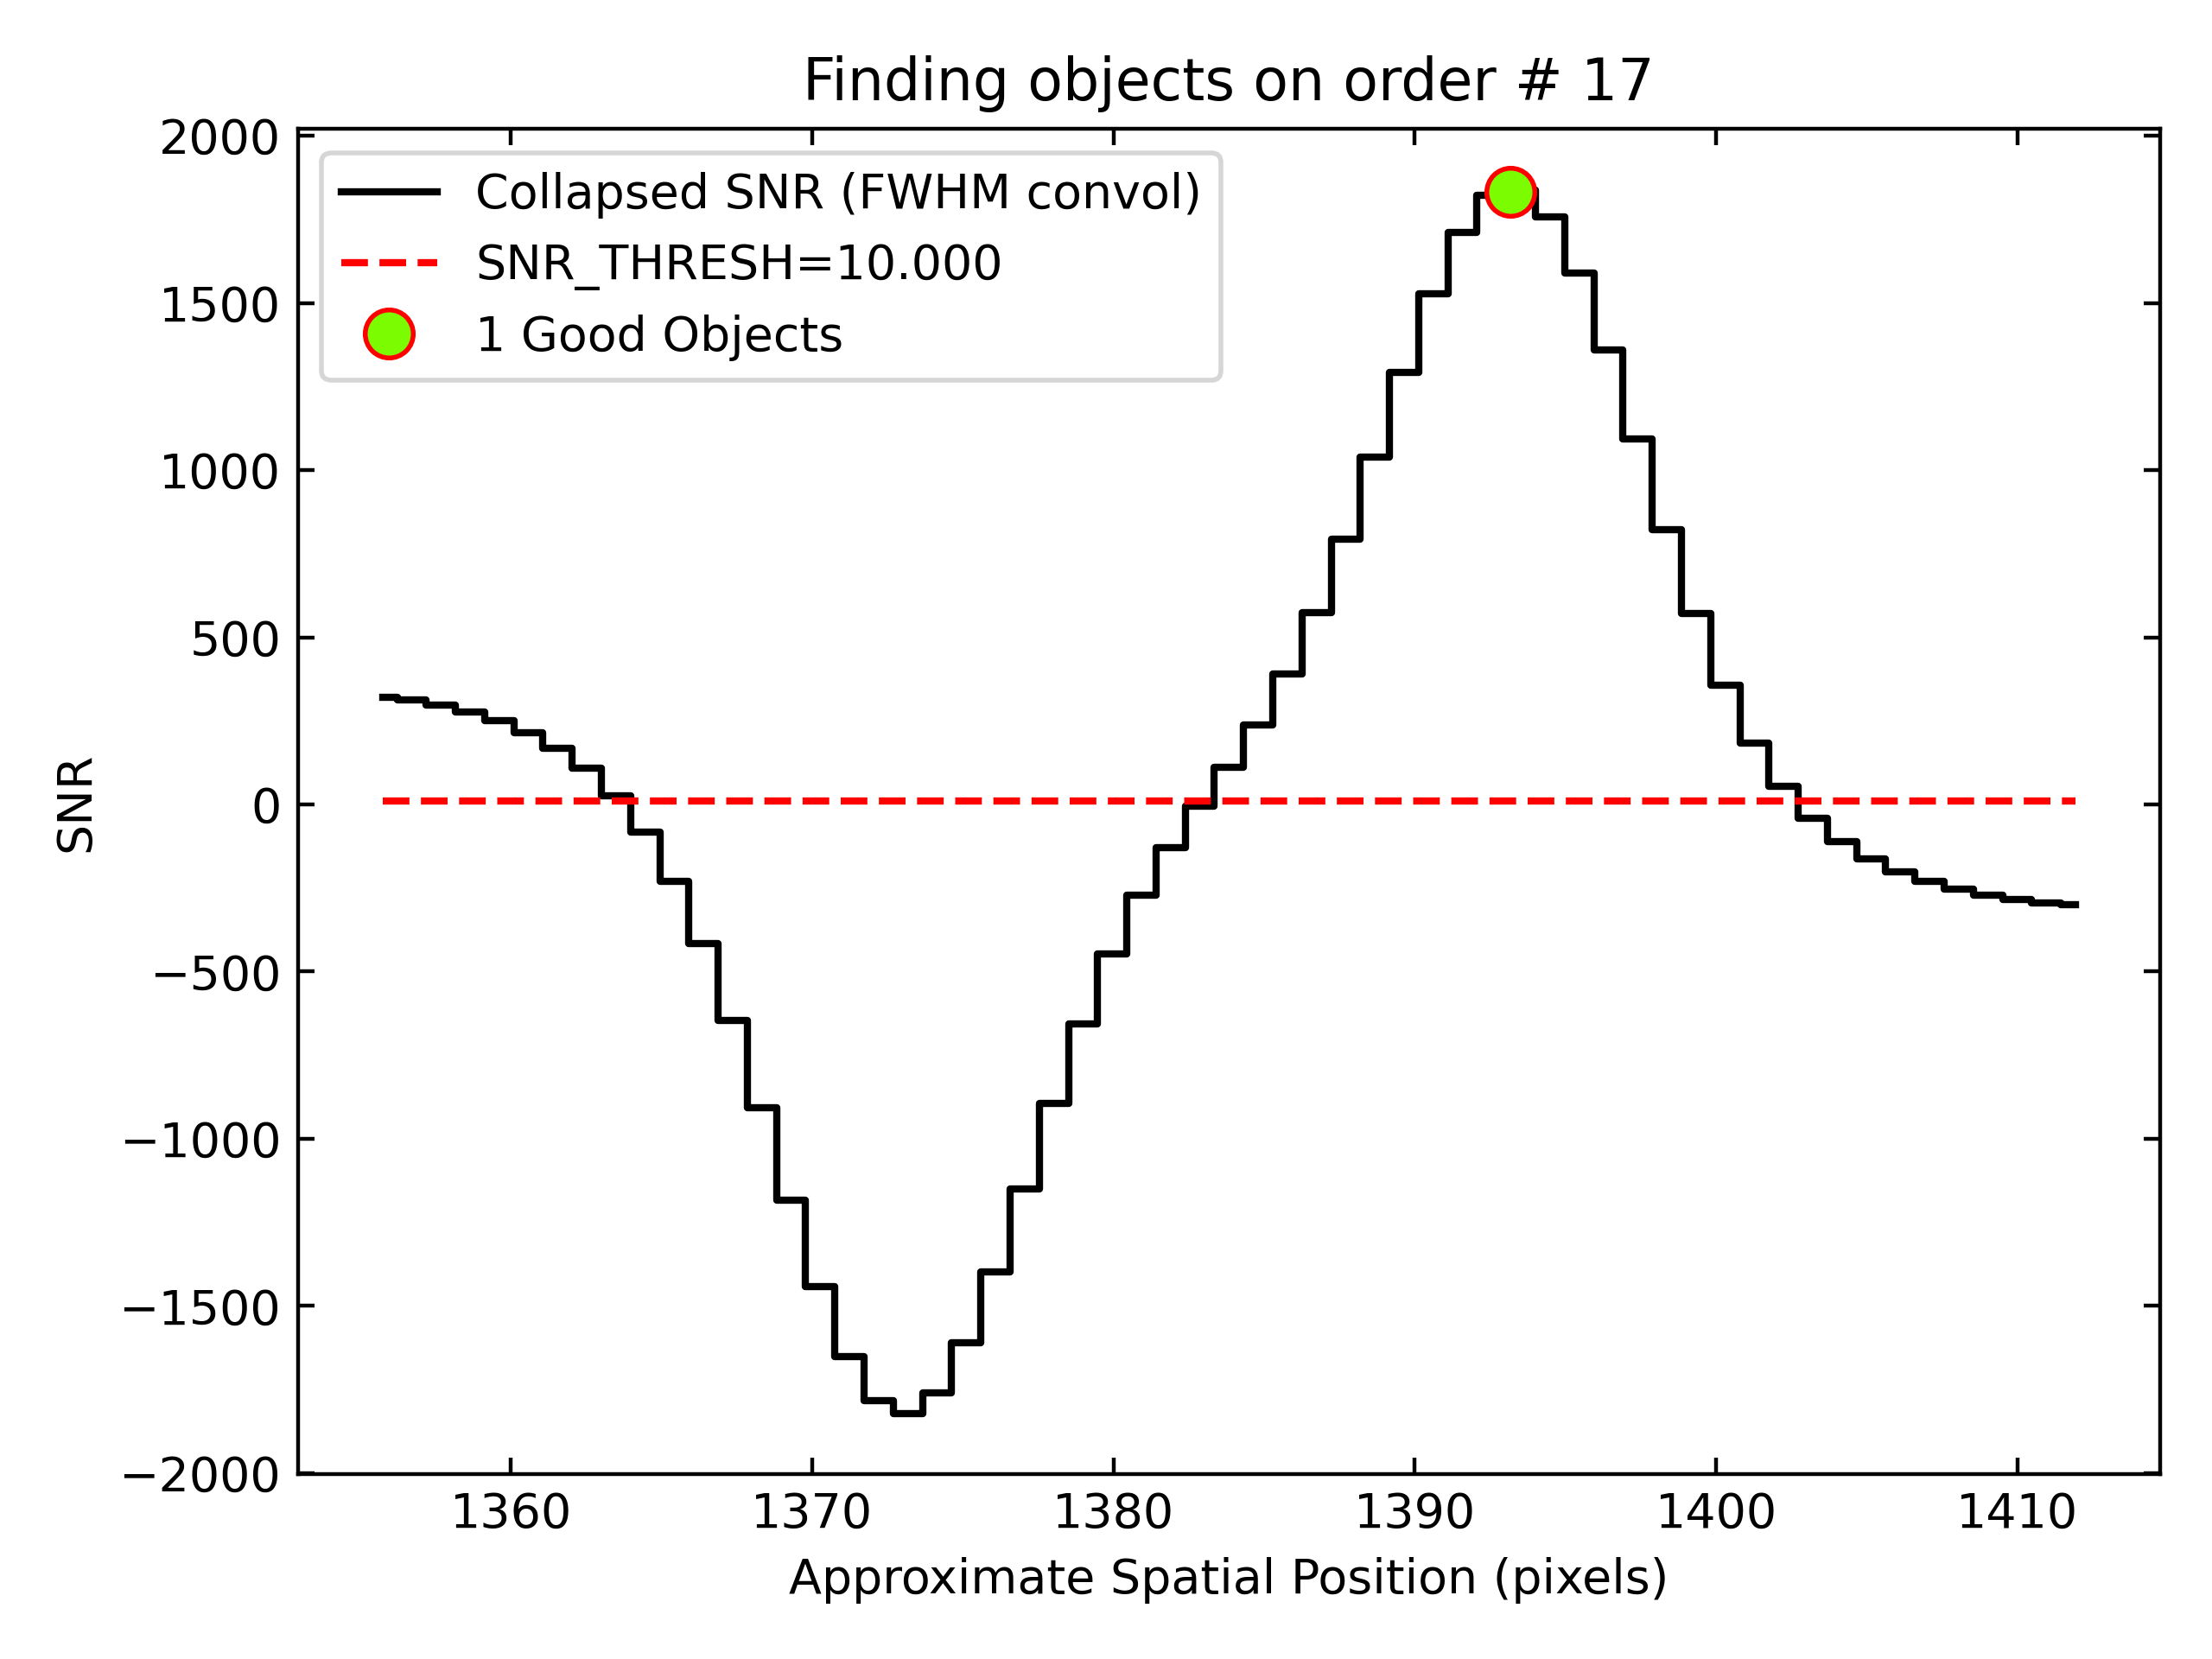 Finding objects on order # 17
Collapsed SNR (FWHM convol)
SNR_THRESH=10.000
1 Good Objects
2000
1500
1000
500
0
−500
−1000
−1500
−2000
SNR
1360 1370 1380 1390 1400 1410
Approximate Spatial Position (pixels)